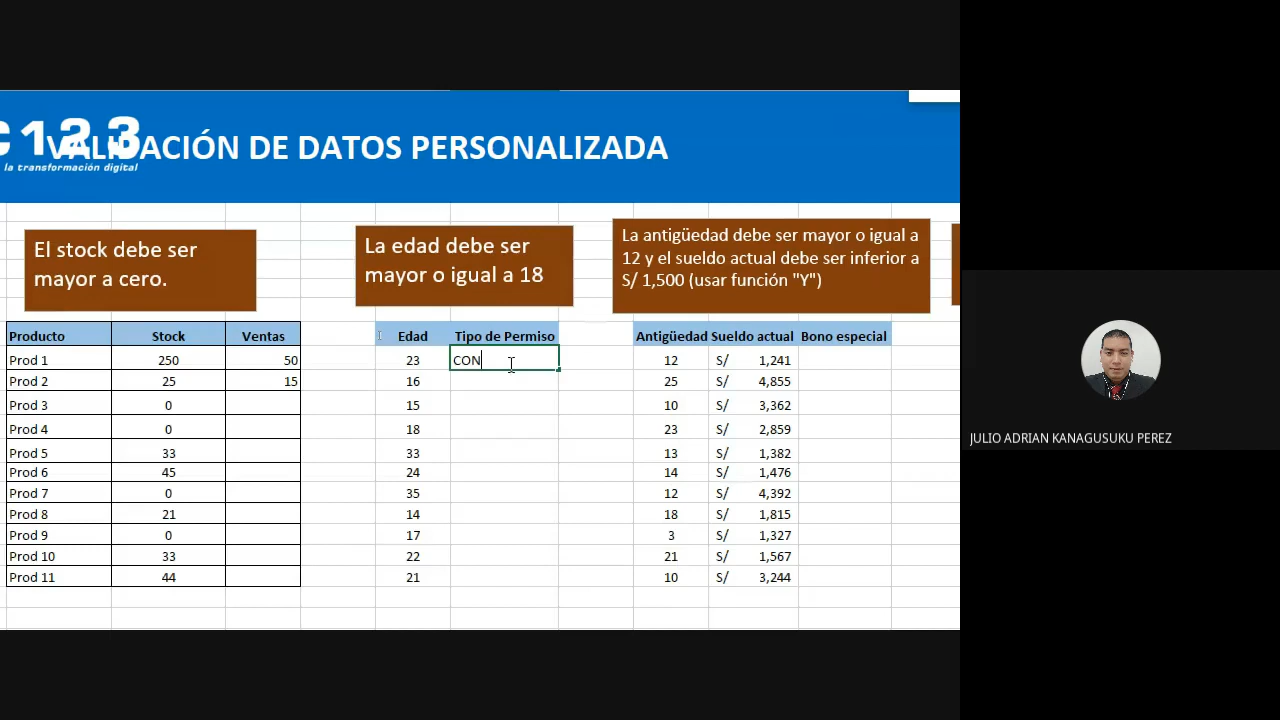 C123
la transformación digital
VALIDACIÓN DE DATOS PERSONALIZADA
El stock debe ser
mayor a cero.
La edad debe ser
mayor o igual a 18
La antigüedad debe ser mayor o igual a
12 y el sueldo actual debe ser inferior a
S/ 1,500 (usar función "Y")
Producto Stock Ventas
Prod 1 250 50
Prod 2 25 15
Prod 3 0
Prod 4 0
Prod 5 33
Prod 6 45
Prod 7 0
Prod 8 21
Prod 9 0
Prod 10 33
Prod 11 44
Edad Tipo de Permiso
23 CON
16
15
18
33
24
35
14
17
22
21
Antigüedad Sueldo actual Bono especial
12 S/ 1,241
25 S/ 4,855
10 S/ 3,362
23 S/ 2,859
13 S/ 1,382
14 S/ 1,476
12 S/ 4,392
18 S/ 1,815
3 S/ 1,327
21 S/ 1,567
10 S/ 3,244
JULIO ADRIAN KANAGUSUKU PEREZ